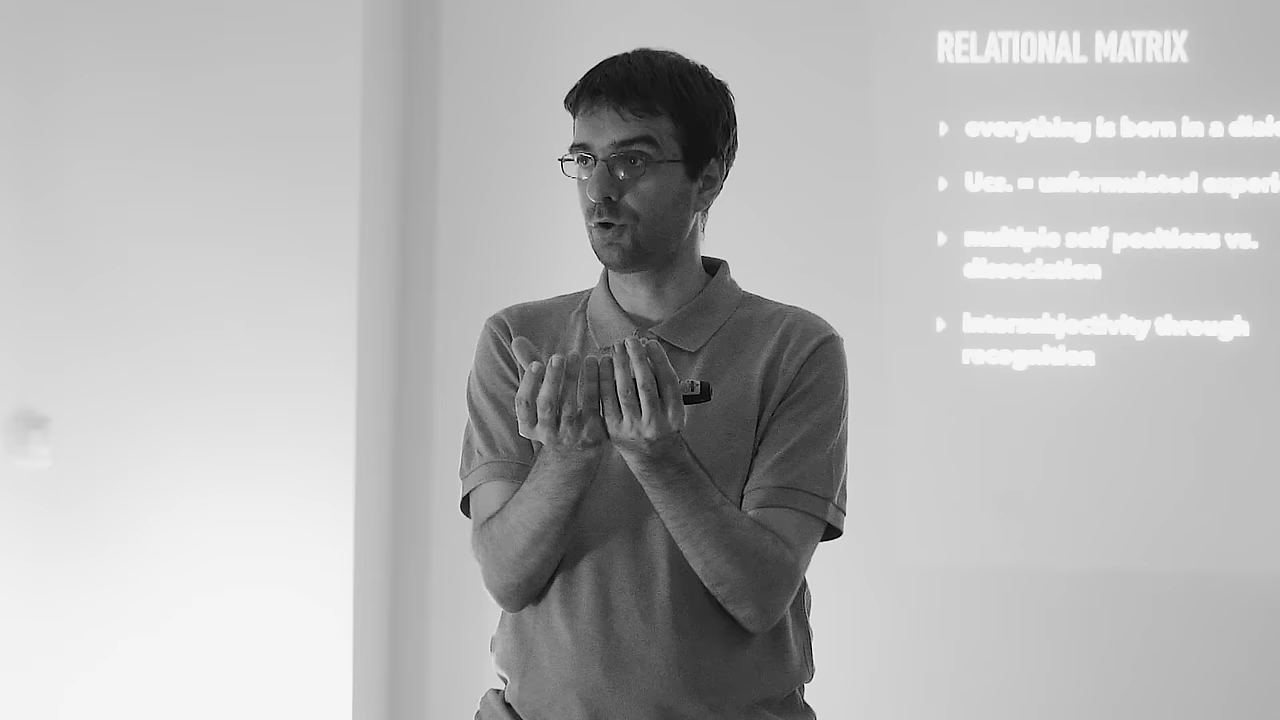 RELATIONAL MATRIX
everything is born in a
Ucs. = unformulated
multiple self positions vs.
dissociation
Intersubjectivity through
recognition